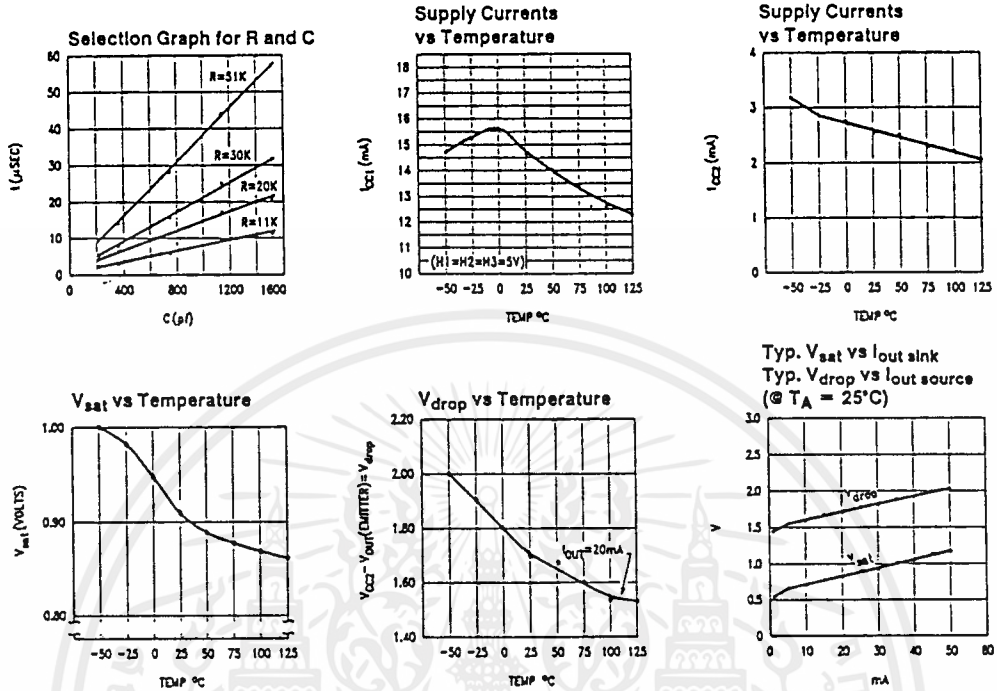 Selection Graph for R and C
60
50
40
30
20
10
0
t (µSEC)
R=51K
R=30K
R=20K
R=11K
0 400 800 1200 1600
C (pf)
Supply Currents
vs Temperature
18
17
16
15
14
13
12
11
10
ICC1 (mA)
(H1=H2=H3=5V)
-50 -25 0 25 50 75 100 125
TEMP °C
Supply Currents
vs Temperature
4
3
2
1
0
ICC2 (mA)
-50 -25 0 25 50 75 100 125
TEMP °C
Vsat vs Temperature
1.00
0.90
0.80
Vsat (VOLTS)
-50 -25 0 25 50 75 100 125
TEMP °C
Vdrop vs Temperature
2.20
2.00
1.80
1.60
1.40
VCC2 - VOUT (EMITTER) = Vdrop
IOUT=20mA
-50 -25 0 25 50 75 100 125
TEMP °C
Typ. Vsat vs Iout sink
Typ. Vdrop vs Iout source
(@ TA = 25°C)
3.0
2.5
2.0
1.5
1.0
0.5
0
V
Vdrop
Vsat
0 10 20 30 40 50 60 80
mA